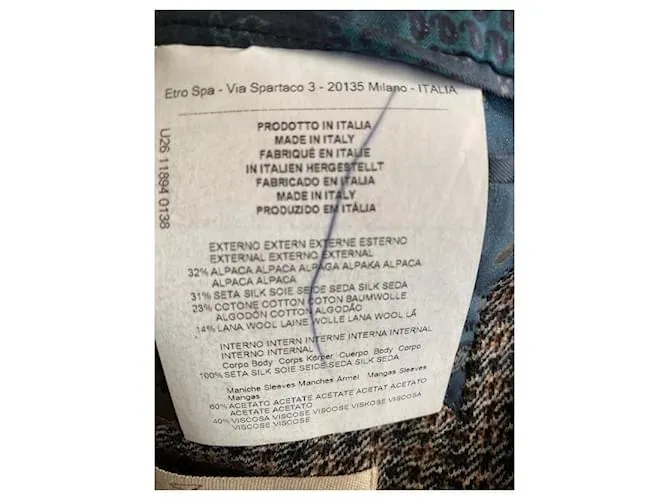 Etro Spa - Via Spartaco 3 - 20135 Milano - ITALIA
PRODOTTO IN ITALIA
MADE IN ITALY
FABRIQUÉ EN ITALIE
IN ITALIEN HERGESTELLT
FABRICADO EN ITALIA
MADE IN ITALY
PRODUZIDO EM ITÁLIA
U26 11894 0138
EXTERNO EXTERN EXTERNE ESTERNO
EXTERNAL EXTERNO EXTERNAL
32% ALPACA ALPACA ALPAGA ALPAKA ALPACA
ALPACA ALPACA
31% SETA SILK SOIE SEIDE SEDA SILK SEDA
23% COTONE COTTON COTON BAUMWOLLE
ALGODÓN COTTON ALGODÃO
14% LANA WOOL LAINE WOLLE LANA WOOL LÃ
INTERNO INTERN INTERNE INTERNA INTERNAL
INTERNO INTERNAL
Corpo Body Corps Körper Cuerpo Body Corpo
100% SETA SILK SOIE SEIDE SEDA SILK SEDA
Maniche Sleeves Manches Ärmel Mangas Sleeves
Mangas
60% ACETATO ACETATE ACETATE ACETAT ACETATO
ACETATE ACETATO
40% VISCOSA VISCOSE VISCOSE VISKOSE VISCOSE
VISCOSE VISCOSE